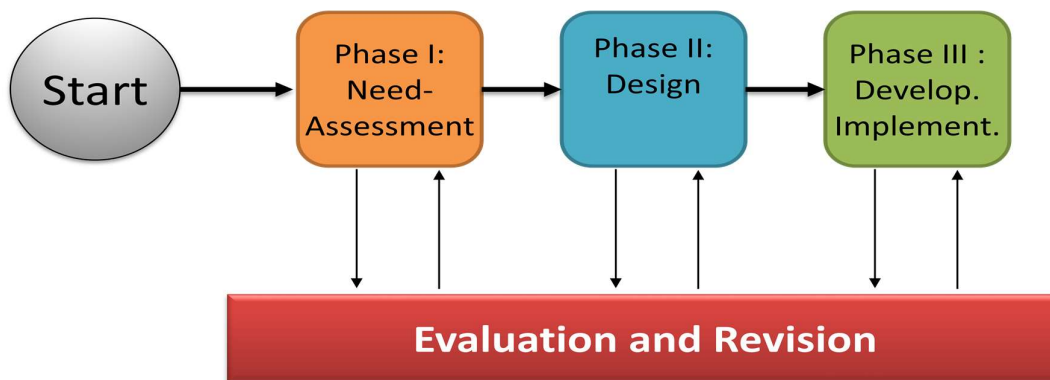 Start
Phase I:
Need-
Assessment
Phase II:
Design
Phase III :
Develop.
Implement.
Evaluation and Revision